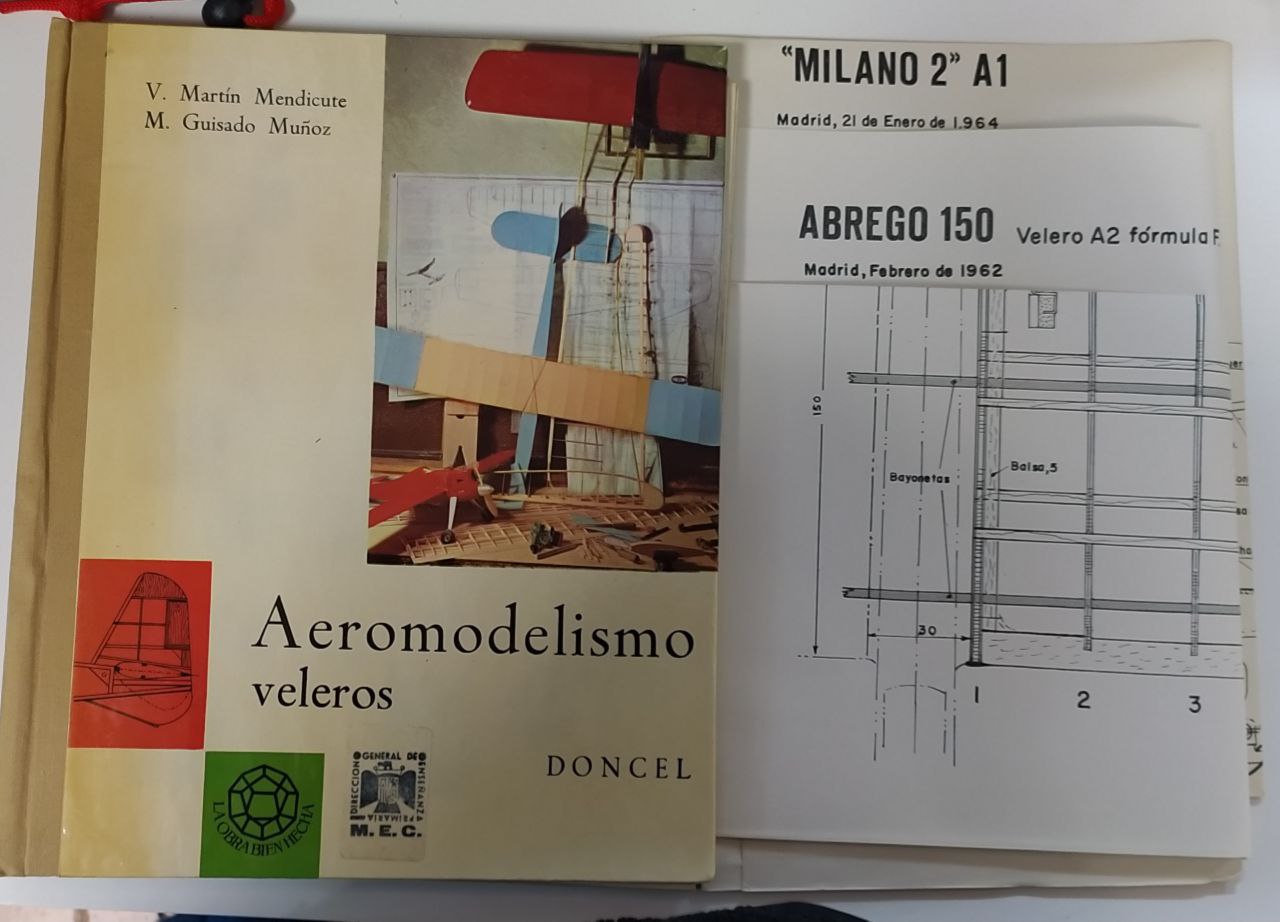 V. Martín Mendicute
M. Guisado Muñoz
Aeromodelismo
veleros
DONCEL
LA OBRA BIEN HECHA
DIRECCION GENERAL DE ENSEÑANZA
PRIMARIA
M.E.C.
"MILANO 2" A1
Madrid, 21 de Enero de 1.964
ABREGO 150 Velero A2 fórmula F.
Madrid, Febrero de 1962
150
Balsa, 5
Bayonetas
30
1 2 3